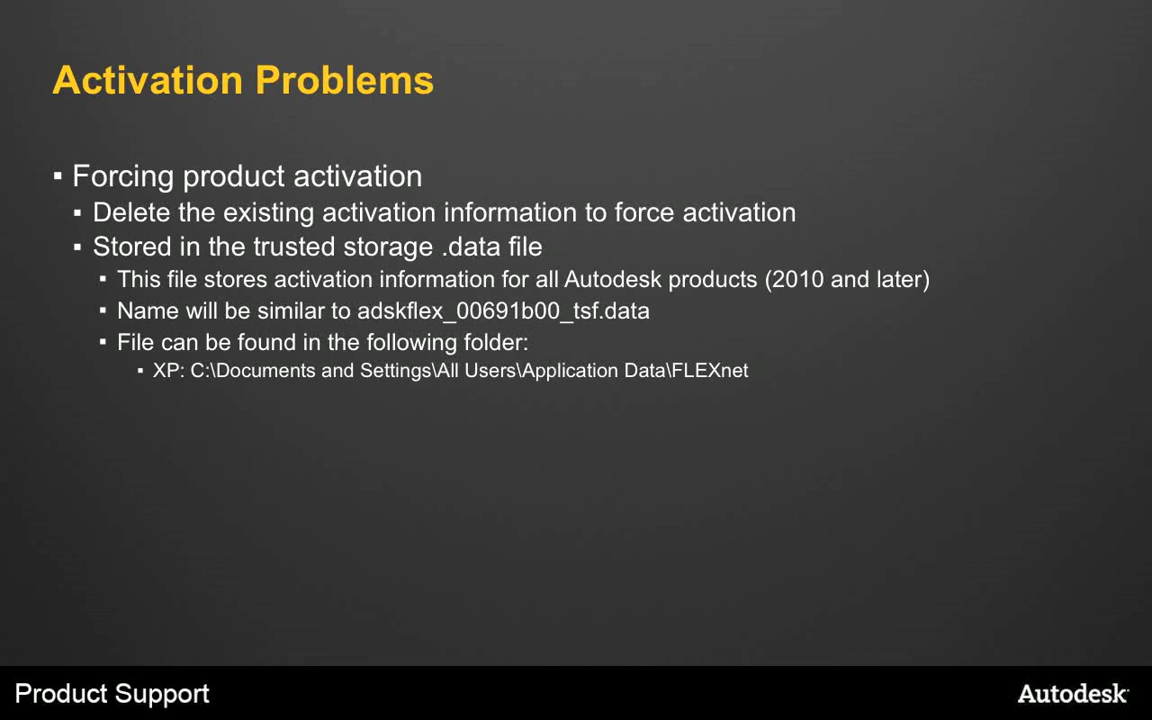 Activation Problems
▪ Forcing product activation
▪ Delete the existing activation information to force activation
▪ Stored in the trusted storage .data file
▪ This file stores activation information for all Autodesk products (2010 and later)
▪ Name will be similar to adskflex_00691b00_tsf.data
▪ File can be found in the following folder:
▪ XP: C:\Documents and Settings\All Users\Application Data\FLEXnet
Product Support
Autodesk